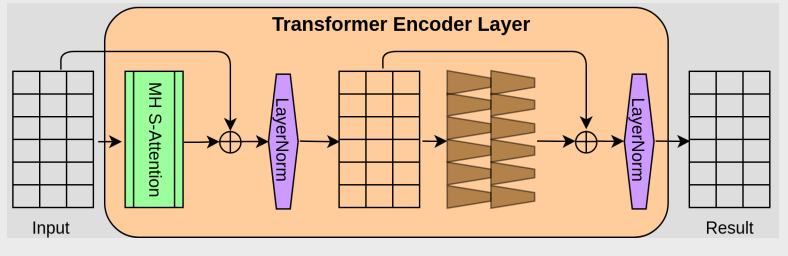 Transformer Encoder Layer
MH S-Attention
LayerNorm
LayerNorm
Input
Result